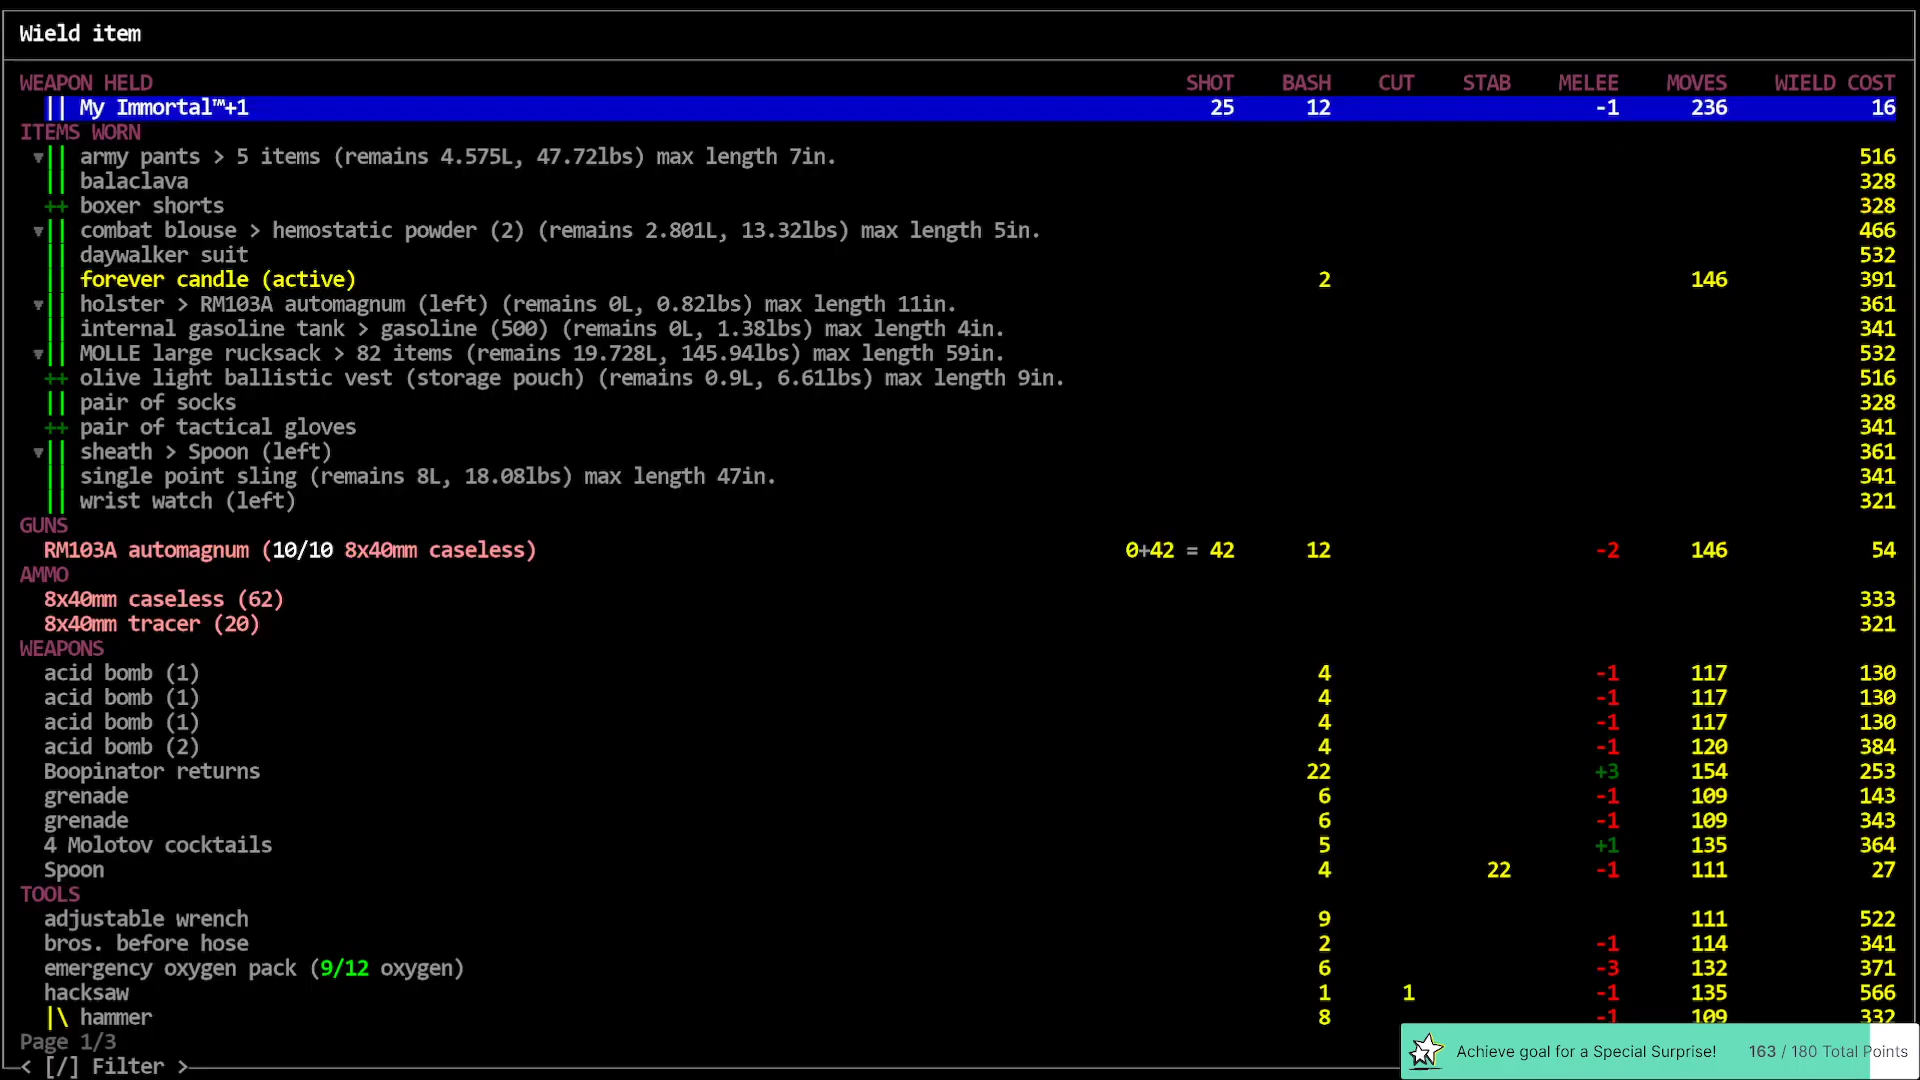 Wield item
WEAPON HELD SHOT BASH CUT STAB MELEE MOVES WIELD COST
|| My Immortal™+1 25 12 -1 236 16
ITEMS WORN
▼|| army pants > 5 items (remains 4.575L, 47.72lbs) max length 7in. 516
|| balaclava 328
++ boxer shorts 328
▼|| combat blouse > hemostatic powder (2) (remains 2.801L, 13.32lbs) max length 5in. 466
|| daywalker suit 532
|| forever candle (active) 2 146 391
▼|| holster > RM103A automagnum (left) (remains 0L, 0.82lbs) max length 11in. 361
|| internal gasoline tank > gasoline (500) (remains 0L, 1.38lbs) max length 4in. 341
▼|| MOLLE large rucksack > 82 items (remains 19.728L, 145.94lbs) max length 59in. 532
++ olive light ballistic vest (storage pouch) (remains 0.9L, 6.61lbs) max length 9in. 516
|| pair of socks 328
++ pair of tactical gloves 341
▼|| sheath > Spoon (left) 361
|| single point sling (remains 8L, 18.08lbs) max length 47in. 341
|| wrist watch (left) 321
GUNS
RM103A automagnum (10/10 8x40mm caseless) 0+42 = 42 12 -2 146 54
AMMO
8x40mm caseless (62) 333
8x40mm tracer (20) 321
WEAPONS
acid bomb (1) 4 -1 117 130
acid bomb (1) 4 -1 117 130
acid bomb (1) 4 -1 117 130
acid bomb (2) 4 -1 120 384
Boopinator returns 22 +3 154 253
grenade 6 -1 109 143
grenade 6 -1 109 343
4 Molotov cocktails 5 +1 135 364
Spoon 4 22 -1 111 27
TOOLS
adjustable wrench 9 111 522
bros. before hose 2 -1 114 341
emergency oxygen pack (9/12 oxygen) 6 -3 132 371
hacksaw 1 1 -1 135 566
|\ hammer 8 -1 109 332
Page 1/3
< [/] Filter >
Achieve goal for a Special Surprise! 163 / 180 Total Points